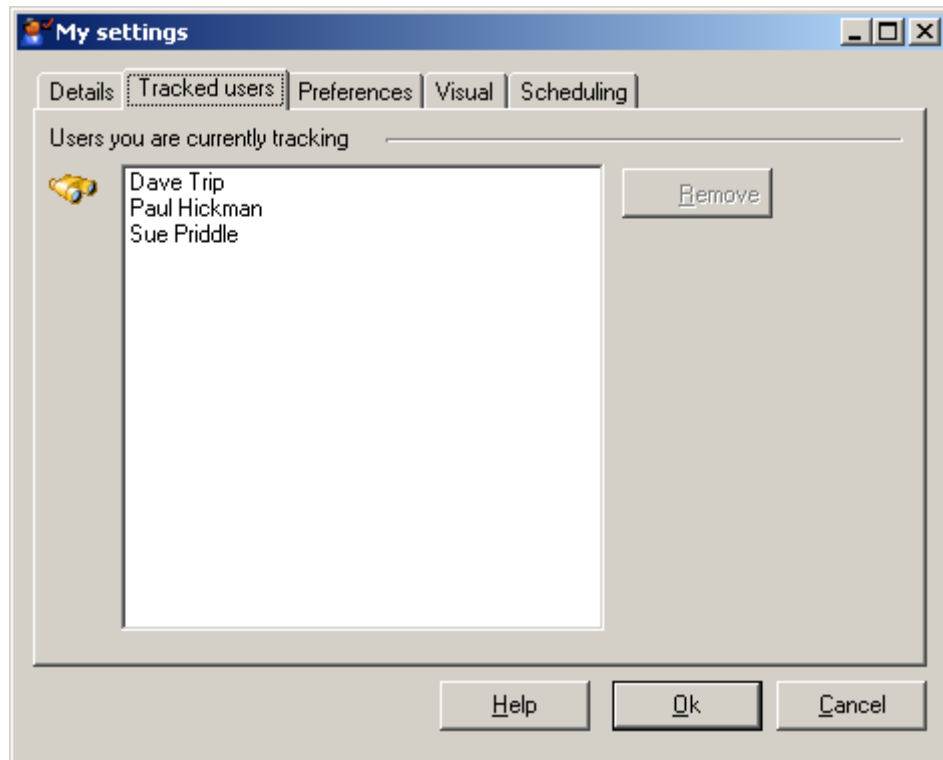 My settings
Details Tracked users Preferences Visual Scheduling
Users you are currently tracking
Dave Trip
Paul Hickman
Sue Priddle
Remove
Help Ok Cancel